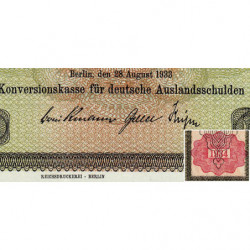 Berlin, den 28. August 1933
Konversionskasse für deutsche Auslandsschulden
REICHSDRUCKEREI - BERLIN